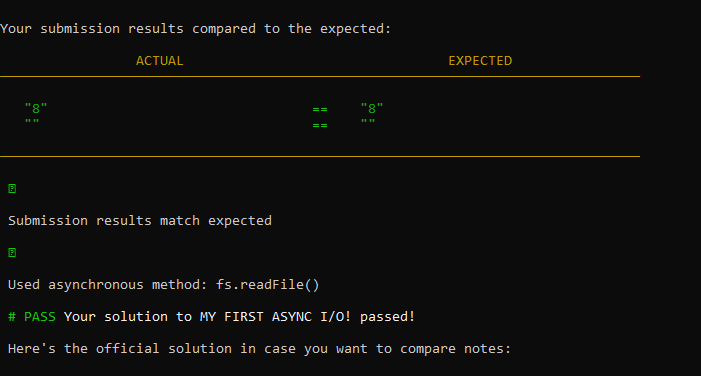 Your submission results compared to the expected:
ACTUAL EXPECTED
"8" == "8"
"" == ""
Submission results match expected
Used asynchronous method: fs.readFile()
# PASS Your solution to MY FIRST ASYNC I/O! passed!
Here's the official solution in case you want to compare notes: